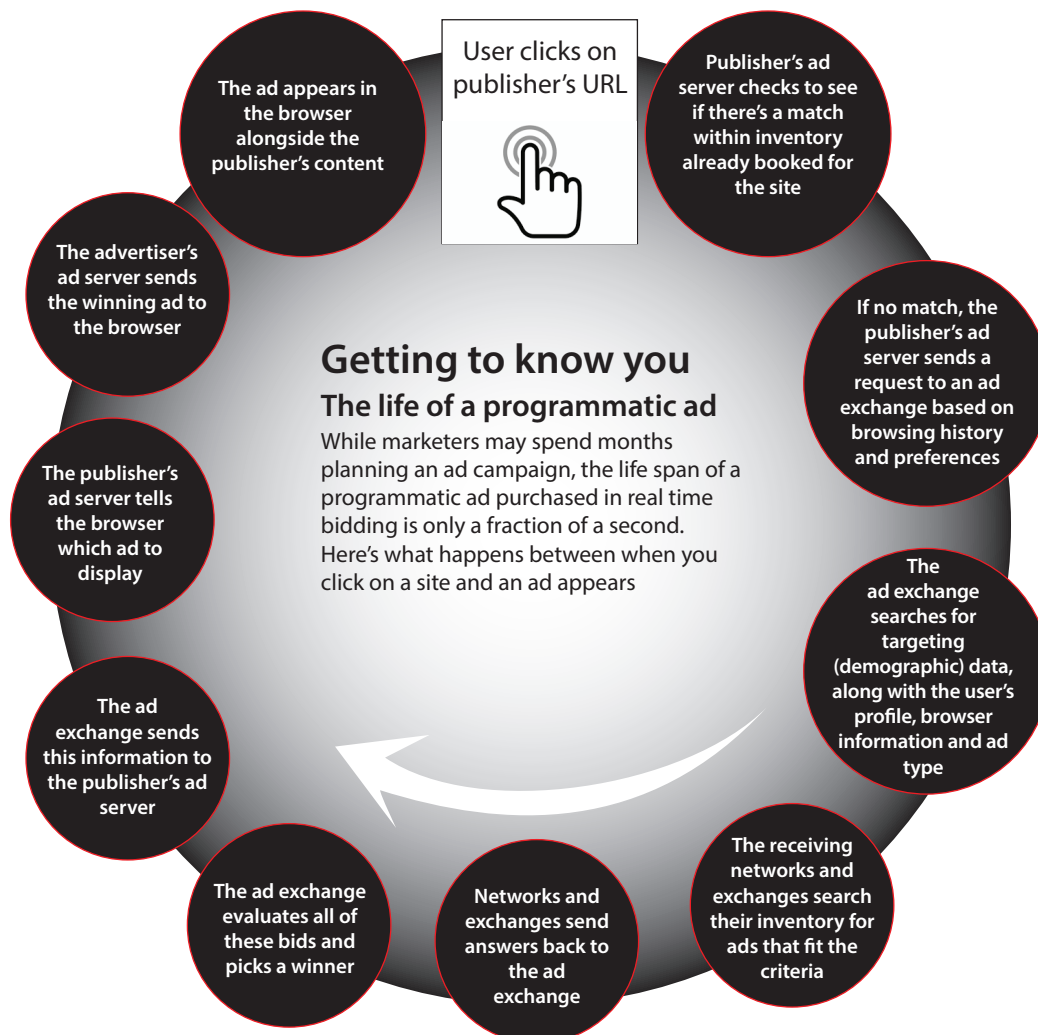 User clicks on
publisher's URL
Publisher's ad
server checks to see
if there's a match
within inventory
already booked for
the site
If no match, the
publisher's ad
server sends a
request to an ad
exchange based on
browsing history
and preferences
The
ad exchange
searches for
targeting
(demographic) data,
along with the user's
profile, browser
information and ad
type
The receiving
networks and
exchanges search
their inventory for
ads that fit the
criteria
Networks and
exchanges send
answers back to
the ad
exchange
The ad exchange
evaluates all of
these bids and
picks a winner
The ad
exchange sends
this information to
the publisher's ad
server
The publisher's
ad server tells
the browser
which ad to
display
The advertiser's
ad server sends
the winning ad to
the browser
The ad appears in
the browser
alongside the
publisher's content
Getting to know you
The life of a programmatic ad
While marketers may spend months
planning an ad campaign, the life span of a
programmatic ad purchased in real time
bidding is only a fraction of a second.
Here's what happens between when you
click on a site and an ad appears